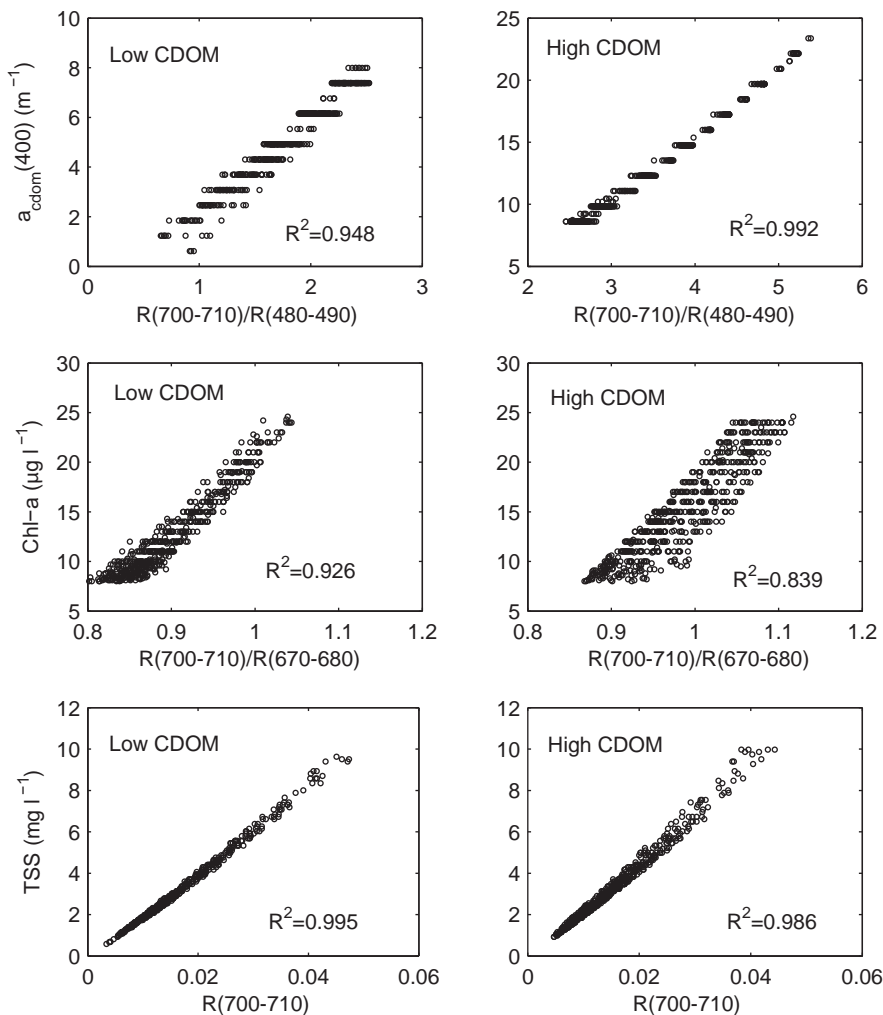 10
8
6
4
2
0
a_cdom(400) (m⁻¹)
Low CDOM
R²=0.948
0 1 2 3
R(700-710)/R(480-490)
25
20
15
10
5
High CDOM
R²=0.992
2 3 4 5 6
R(700-710)/R(480-490)
30
25
20
15
10
5
Chl−a (µg l⁻¹)
Low CDOM
R²=0.926
0.8 0.9 1 1.1 1.2
R(700-710)/R(670-680)
30
25
20
15
10
5
High CDOM
R²=0.839
0.8 0.9 1 1.1 1.2
R(700-710)/R(670-680)
12
10
8
6
4
2
0
TSS (mg l⁻¹)
Low CDOM
R²=0.995
0 0.02 0.04 0.06
R(700-710)
12
10
8
6
4
2
0
High CDOM
R²=0.986
0 0.02 0.04 0.06
R(700-710)